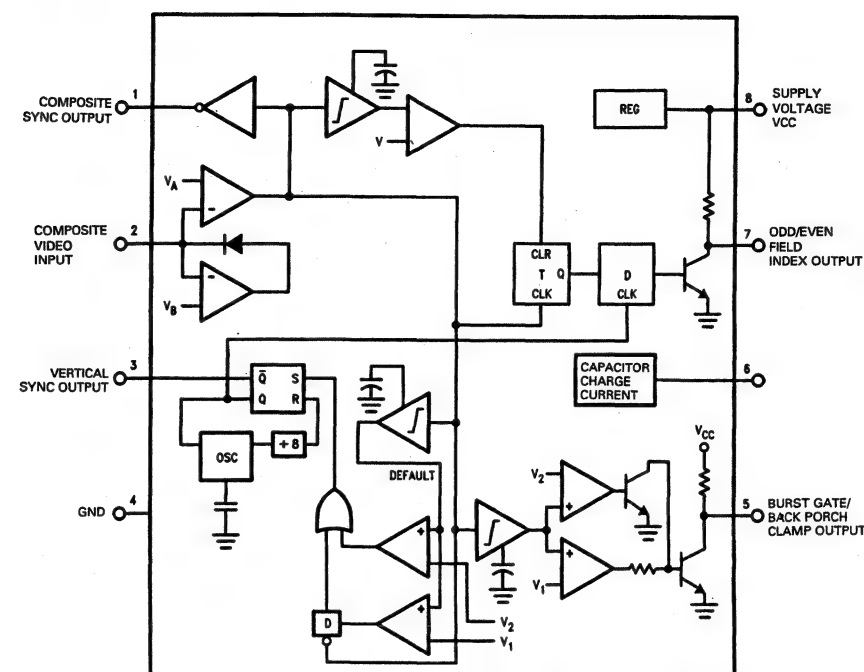 COMPOSITE
SYNC OUTPUT
1
V
REG
8
SUPPLY
VOLTAGE
VCC
VA
COMPOSITE
VIDEO
INPUT
2
-
-
VB
CLR
T Q
CLK
D
CLK
7
ODD/EVEN
FIELD
INDEX OUTPUT
VERTICAL
SYNC OUTPUT
3
Q̄ S
Q R
OSC
÷8
CAPACITOR
CHARGE
CURRENT
6
DEFAULT
VCC
GND
4
V2
+
+
V1
5
BURST GATE/
BACK PORCH
CLAMP OUTPUT
+
+
D
V2
V1